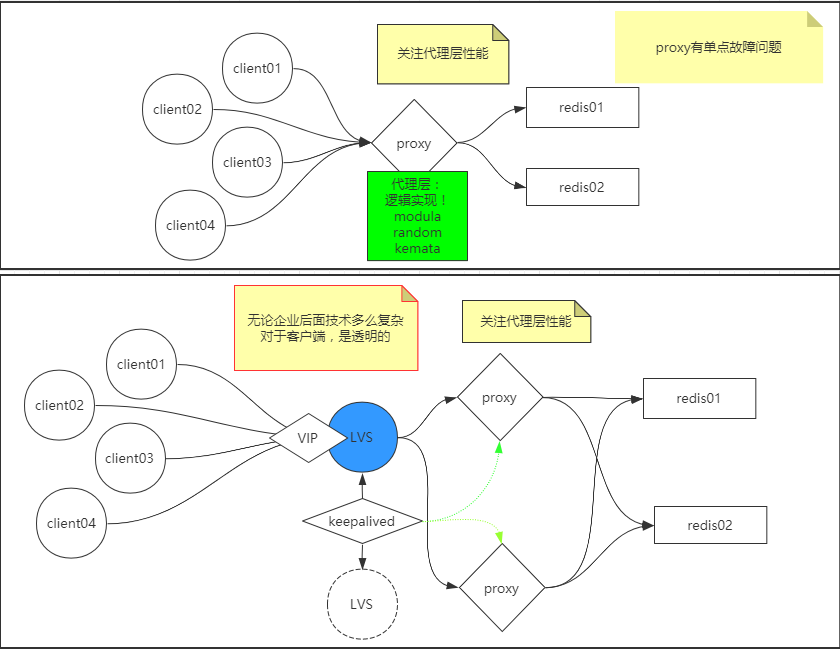 关注代理层性能
proxy有单点故障问题
client01
client02
client03
client04
proxy
redis01
redis02
代理层：
逻辑实现！
modula
random
kemata
无论企业后面技术多么复杂
对于客户端，是透明的
关注代理层性能
client01
client02
client03
client04
VIP
LVS
keepalived
LVS
proxy
proxy
redis01
redis02